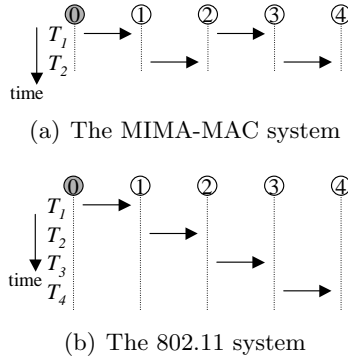 0 1 2 3 4
T1
T2
time
(a) The MIMA-MAC system
0 1 2 3 4
T1
T2
T3
time
T4
(b) The 802.11 system